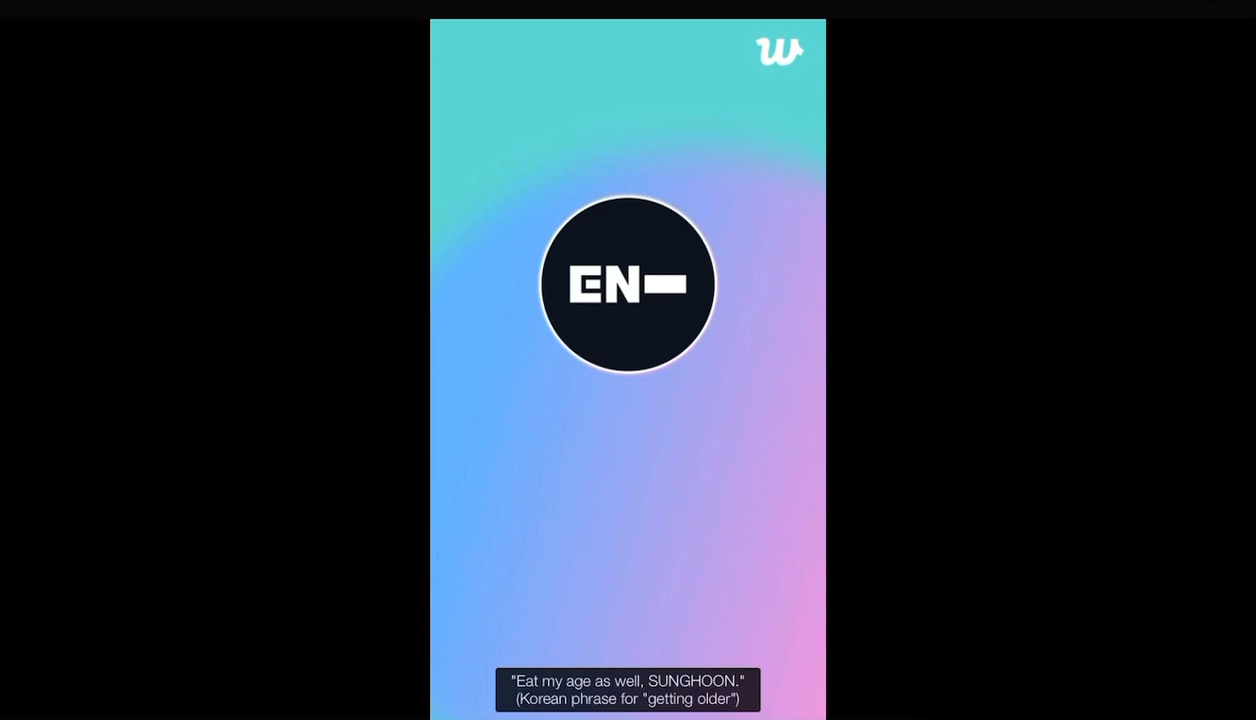 w
EN-
"Eat my age as well, SUNGHOON."
(Korean phrase for "getting older")